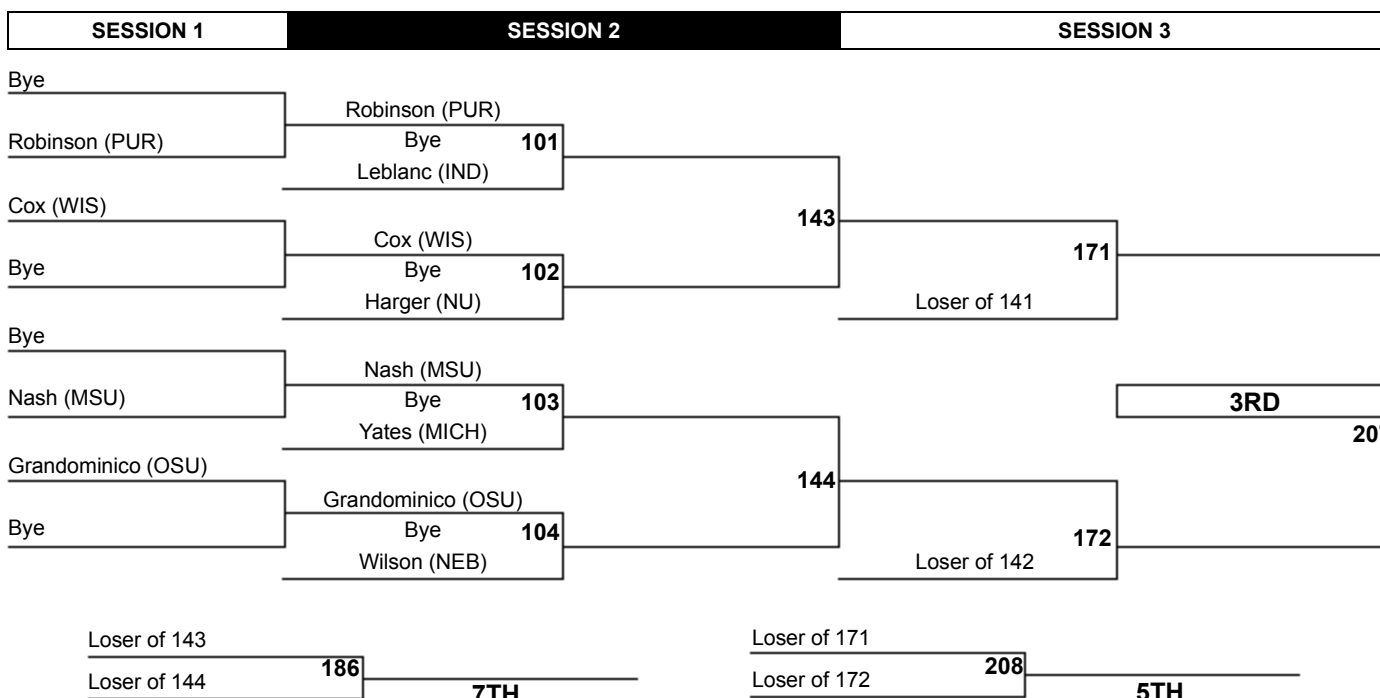 SESSION 1 SESSION 2 SESSION 3
Bye
Robinson (PUR)
Robinson (PUR)
Bye 101
Leblanc (IND)
Cox (WIS)
143
Cox (WIS)
171
Bye
Bye 102
Harger (NU)
Loser of 141
Bye
Nash (MSU)
Nash (MSU)
Bye 103
3RD
Yates (MICH)
Grandominico (OSU)
144
Grandominico (OSU)
Bye
Bye 104
172
Wilson (NEB)
Loser of 142
Loser of 143
186
Loser of 144
7TH
Loser of 171
208
Loser of 172
5TH